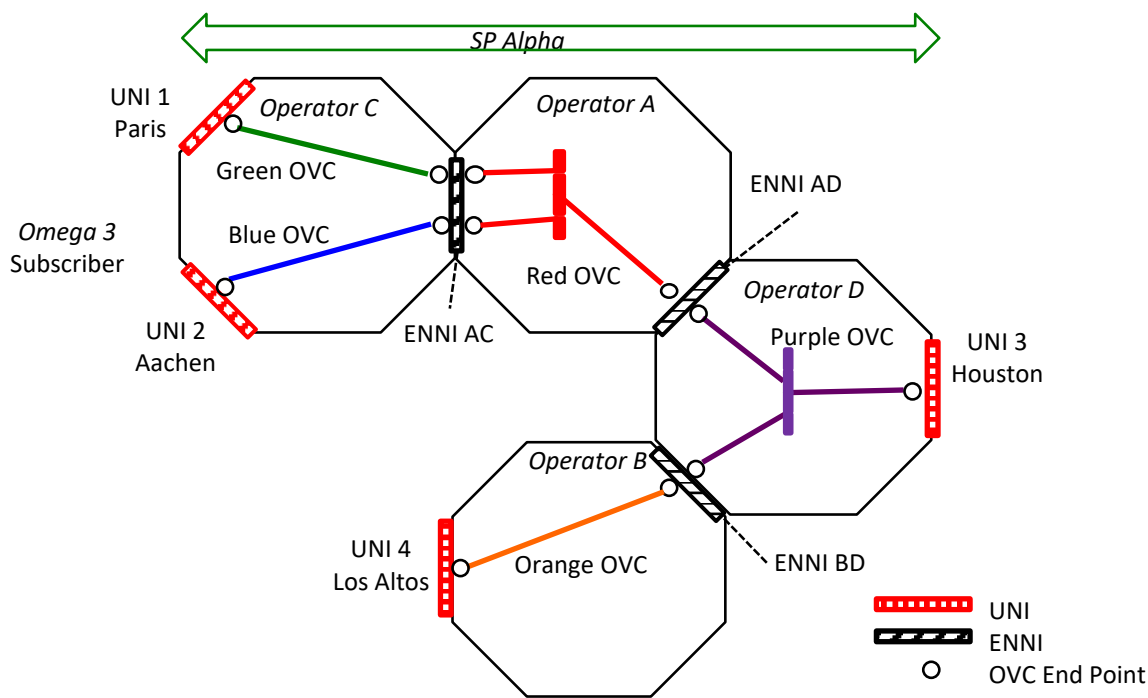 SP Alpha
UNI 1
Paris
Operator C
Operator A
Green OVC
ENNI AD
Omega 3
Subscriber
Blue OVC
Red OVC
Operator D
UNI 2
Aachen
ENNI AC
Purple OVC
UNI 3
Houston
Operator B
UNI 4
Los Altos
Orange OVC
ENNI BD
UNI
ENNI
OVC End Point